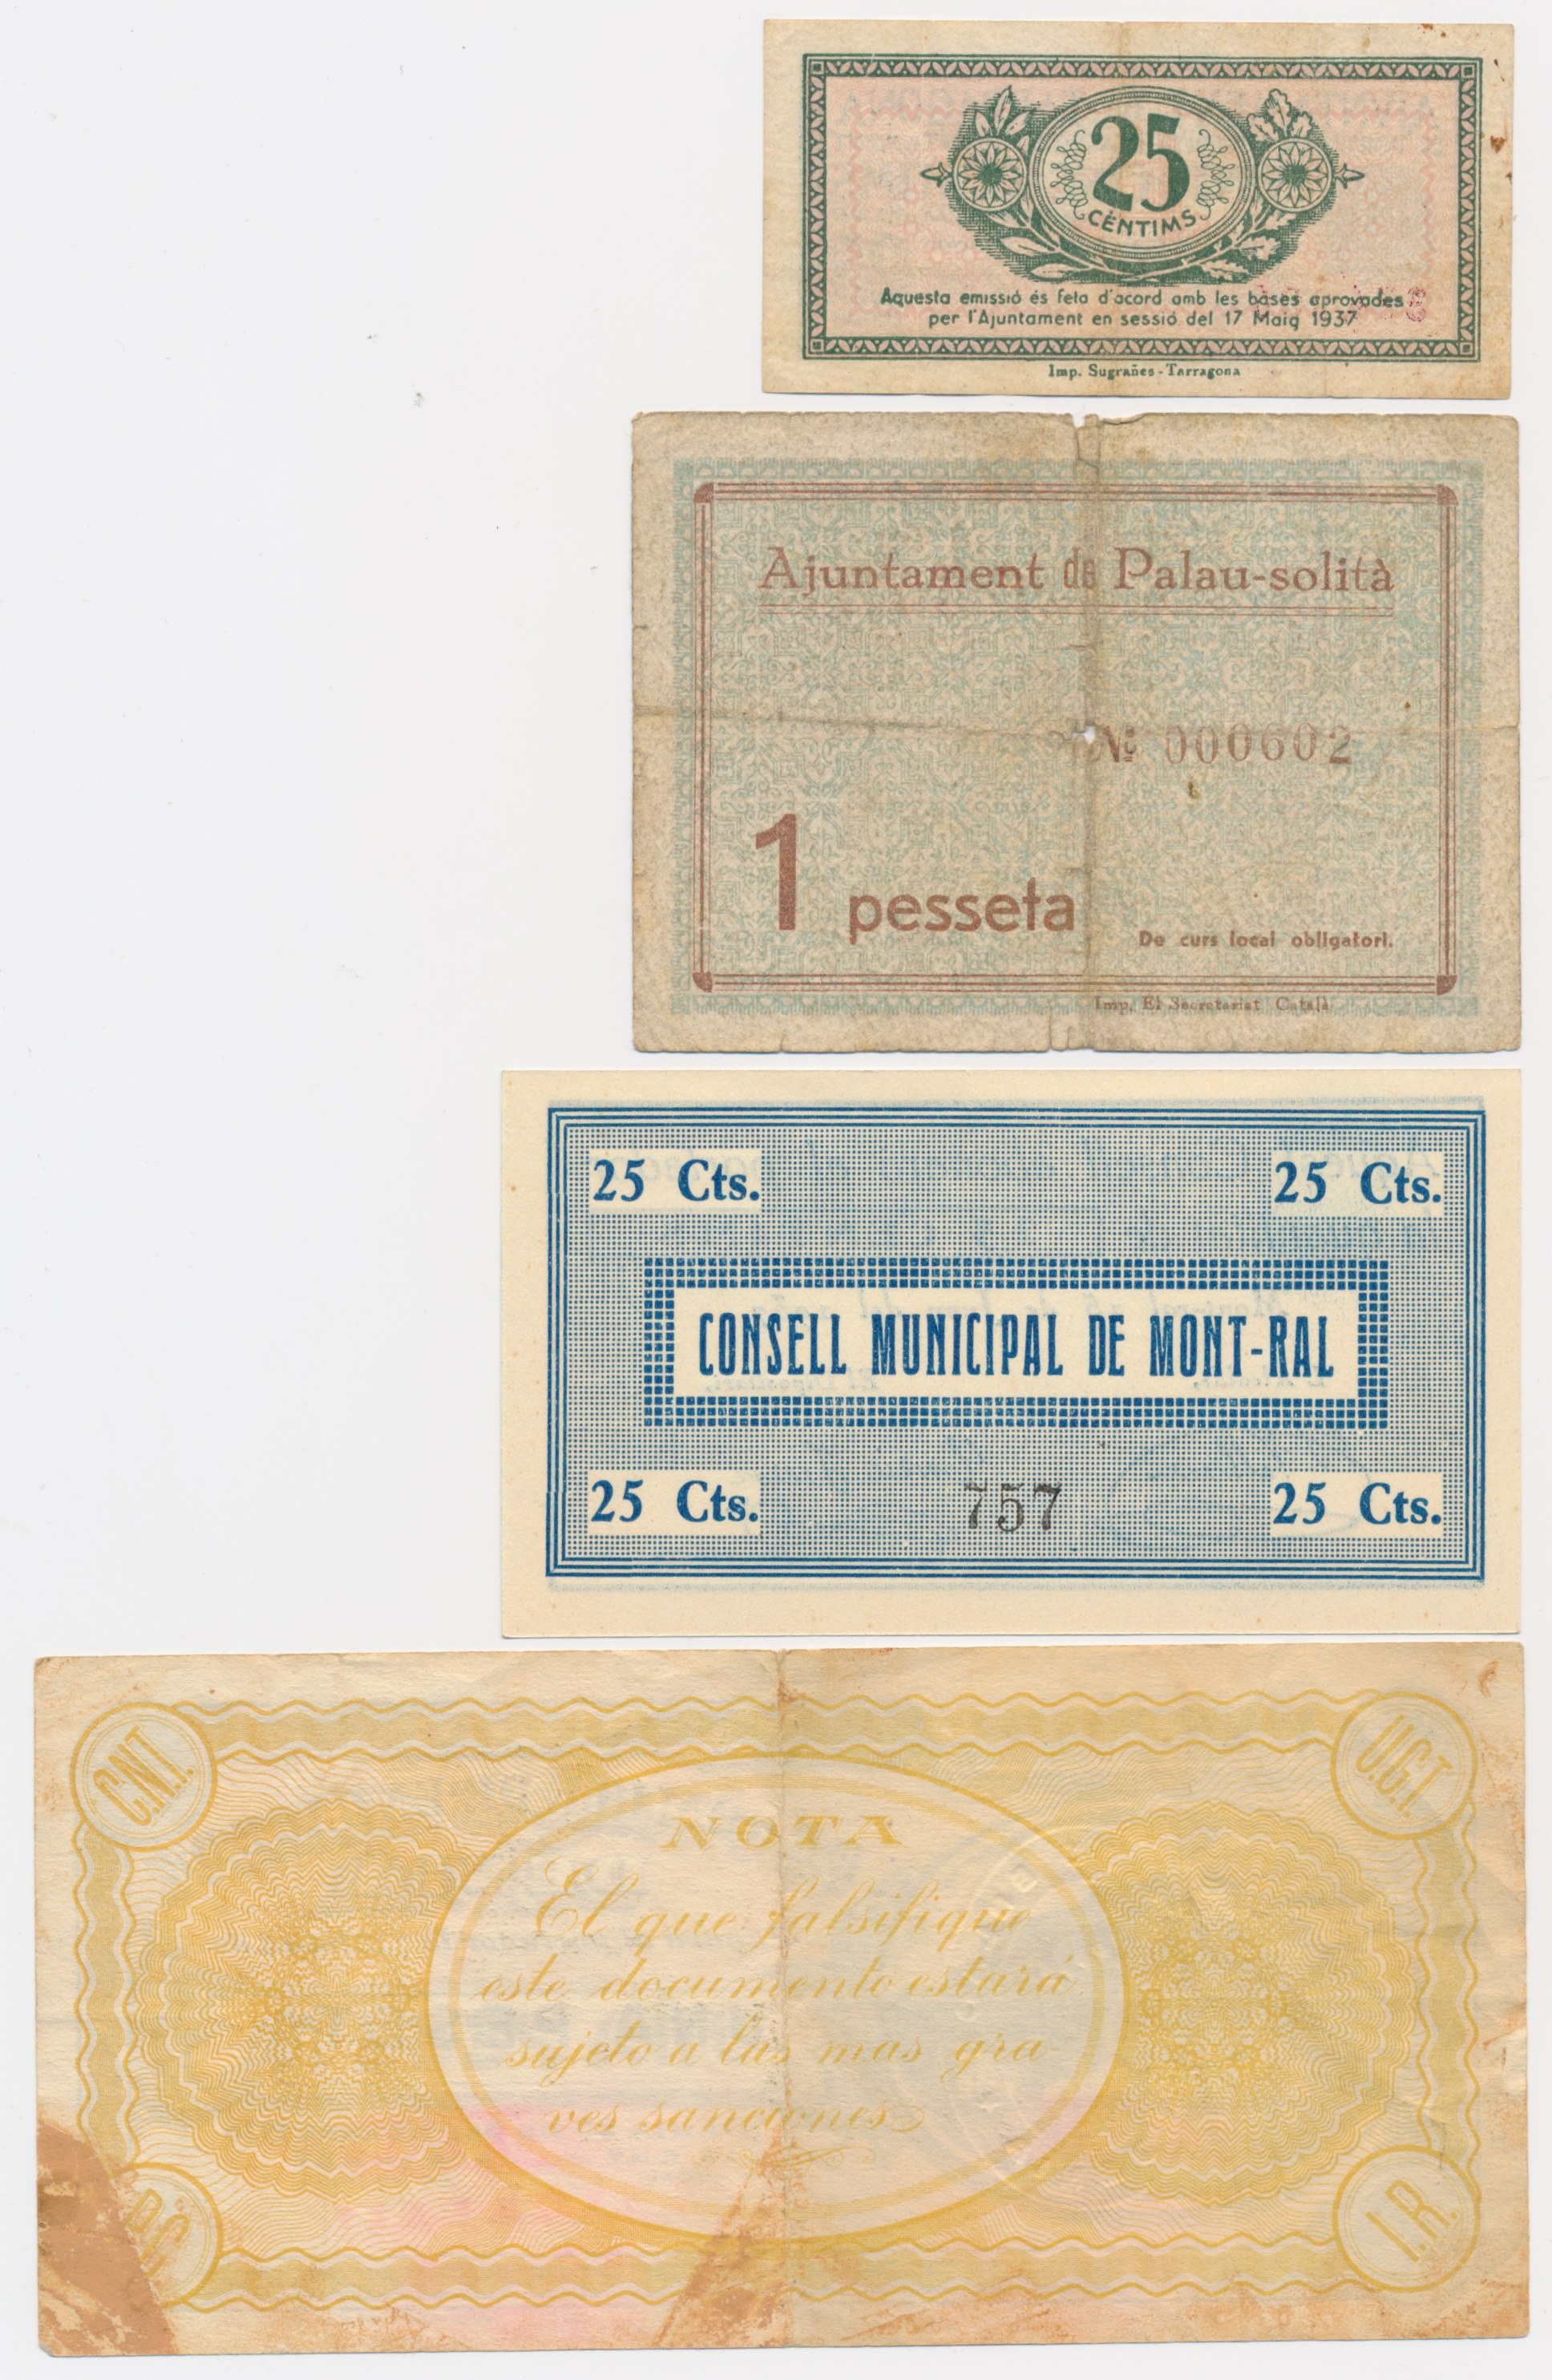 25
CÈNTIMS
Aquesta emissió és feta d'acord amb les bàses aprovades
per l'Ajuntament en sessió del 17 Maig 1937
Imp. Sugrañes - Tarragona
Ajuntament de Palau-solità
Nº 000602
1 pesseta
De curs local obligatori.
Imp. El Secretariat Català
25 Cts. 25 Cts.
CONSELL MUNICIPAL DE MONT-RAL
25 Cts. 757 25 Cts.
C.N.T. U.G.T.
NOTA
El que falsifique
este documento estará
sujeto a las mas gra
ves sanciones
P.C. I.R.